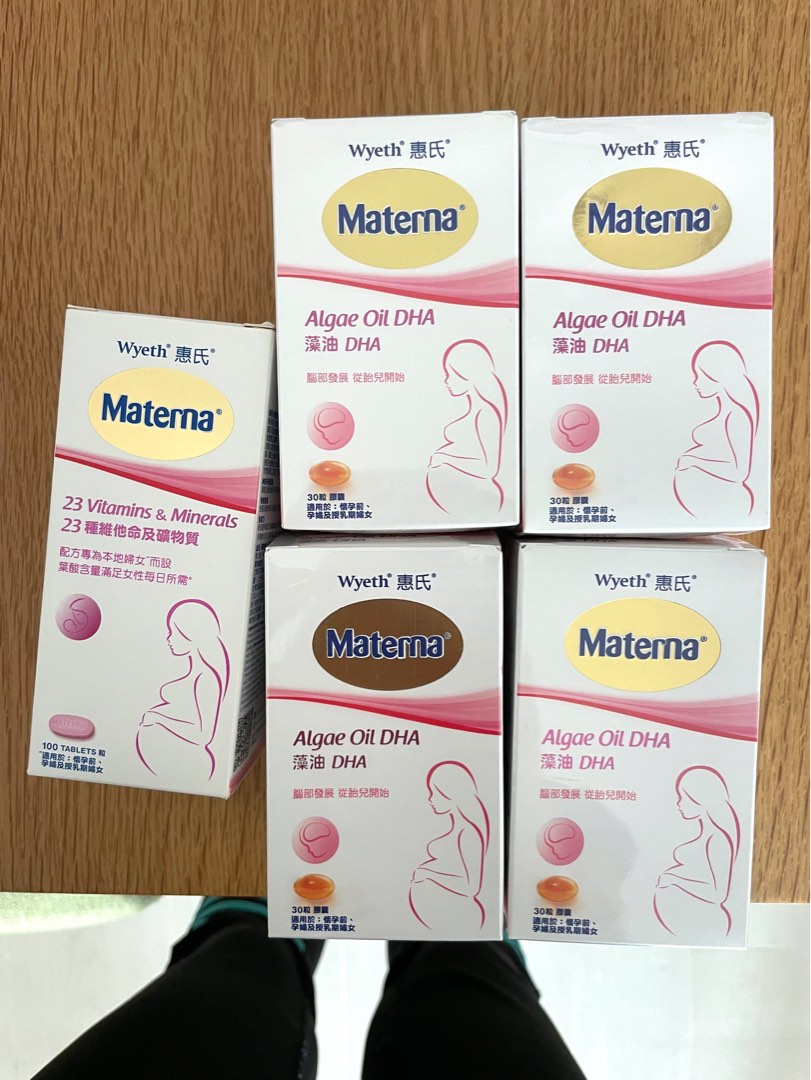 Wyeth® 惠氏®
Materna®
Algae Oil DHA
藻油 DHA
腦部發展 從胎兒開始
30粒 膠囊
適用於：懷孕前、
孕婦及授乳期婦女
Wyeth® 惠氏®
Materna®
Algae Oil DHA
藻油 DHA
腦部發展 從胎兒開始
30粒 膠囊
適用於：懷孕前、
孕婦及授乳期婦女
Wyeth® 惠氏®
Materna®
23 Vitamins & Minerals
23 種維他命及礦物質
配方專為本地婦女^而設
葉酸含量滿足女性每日所需+
MATERNA
100 TABLETS 粒
適用於：懷孕前、
孕婦及授乳期婦女
Wyeth® 惠氏®
Materna®
Algae Oil DHA
藻油 DHA
腦部發展 從胎兒開始
30粒 膠囊
適用於：懷孕前、
孕婦及授乳期婦女
Wyeth® 惠氏®
Materna®
Algae Oil DHA
藻油 DHA
腦部發展 從胎兒開始
30粒 膠囊
適用於：懷孕前、
孕婦及授乳期婦女